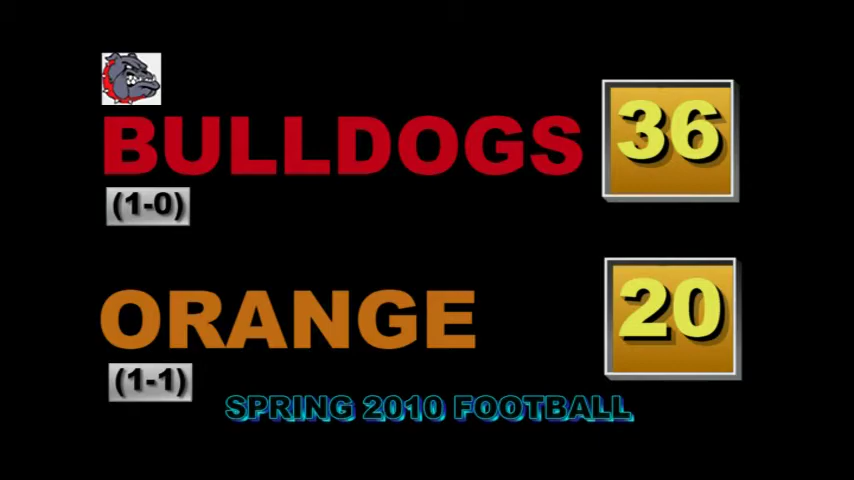 BULLDOGS
36
(1-0)
ORANGE
20
(1-1)
SPRING 2010 FOOTBALL